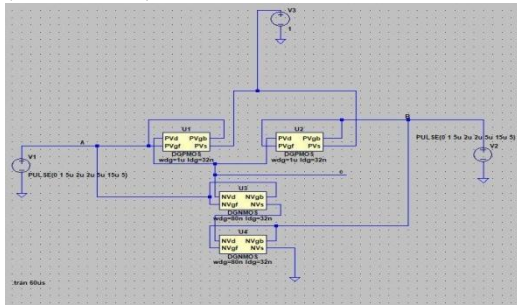 V3
1
U1
PVd PVgb
PVgf PVs
DGPMOS
wdg=1u ldg=32n
U2
PVd PVgb
PVgf PVs
DGPMOS
wdg=1u ldg=32n
A
B
V1
PULSE(0 1 5u 2u 2u 5u 15u 5)
PULSE(0 1 5u 2u 2u 5u 15u 5)
V2
c
U3
NVd NVgb
NVgf NVs
DGNMOS
wdg=60n ldg=32n
U4
NVd NVgb
NVgf NVs
DGNMOS
wdg=60n ldg=32n
.tran 60us